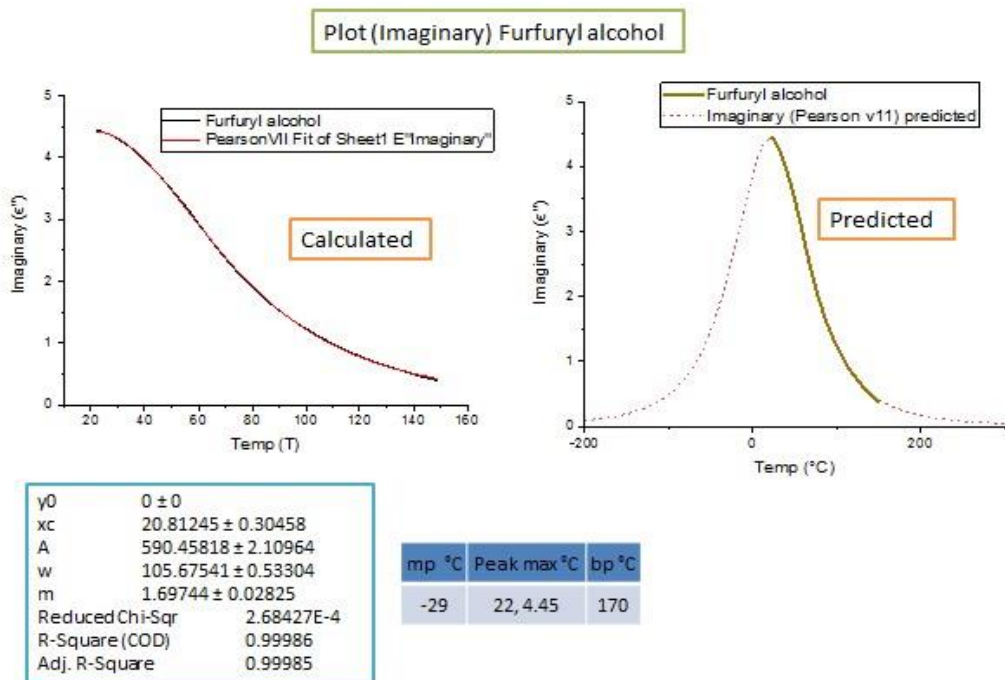 Plot (Imaginary) Furfuryl alcohol
5
4
3
2
1
0
Imaginary (ϵ'')
Furfuryl alcohol
PearsonVII Fit of Sheet1 E"Imaginary"
Calculated
20 40 60 80 100 120 140 160
Temp (T)
5
4
3
2
1
0
Imaginary (ϵ'')
Furfuryl alcohol
Imaginary (Pearson v11) predicted
Predicted
-200 0 200
Temp (°C)
y0 0 ± 0
xc 20.81245 ± 0.30458
A 590.45818 ± 2.10964
w 105.67541 ± 0.53304
m 1.69744 ± 0.02825
Reduced Chi-Sqr 2.68427E-4
R-Square (COD) 0.99986
Adj. R-Square 0.99985
mp °C Peak max °C bp °C
-29 22, 4.45 170